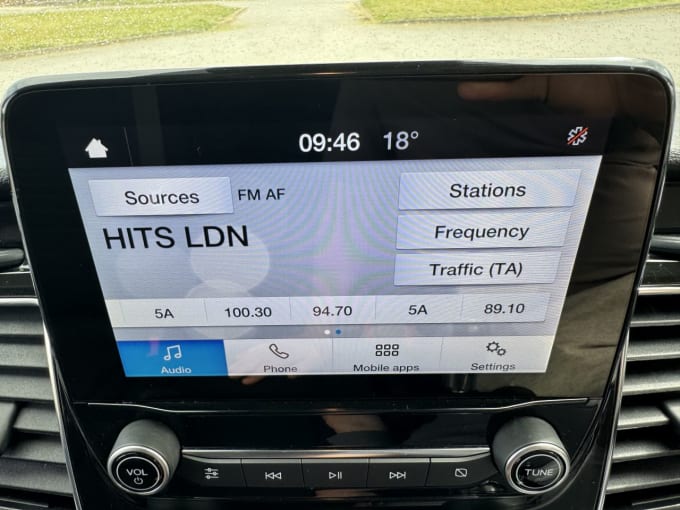 09:46 18°
Sources FM AF Stations
HITS LDN Frequency
Traffic (TA)
5A 100.30 94.70 5A 89.10
Audio Phone Mobile apps Settings
VOL TUNE